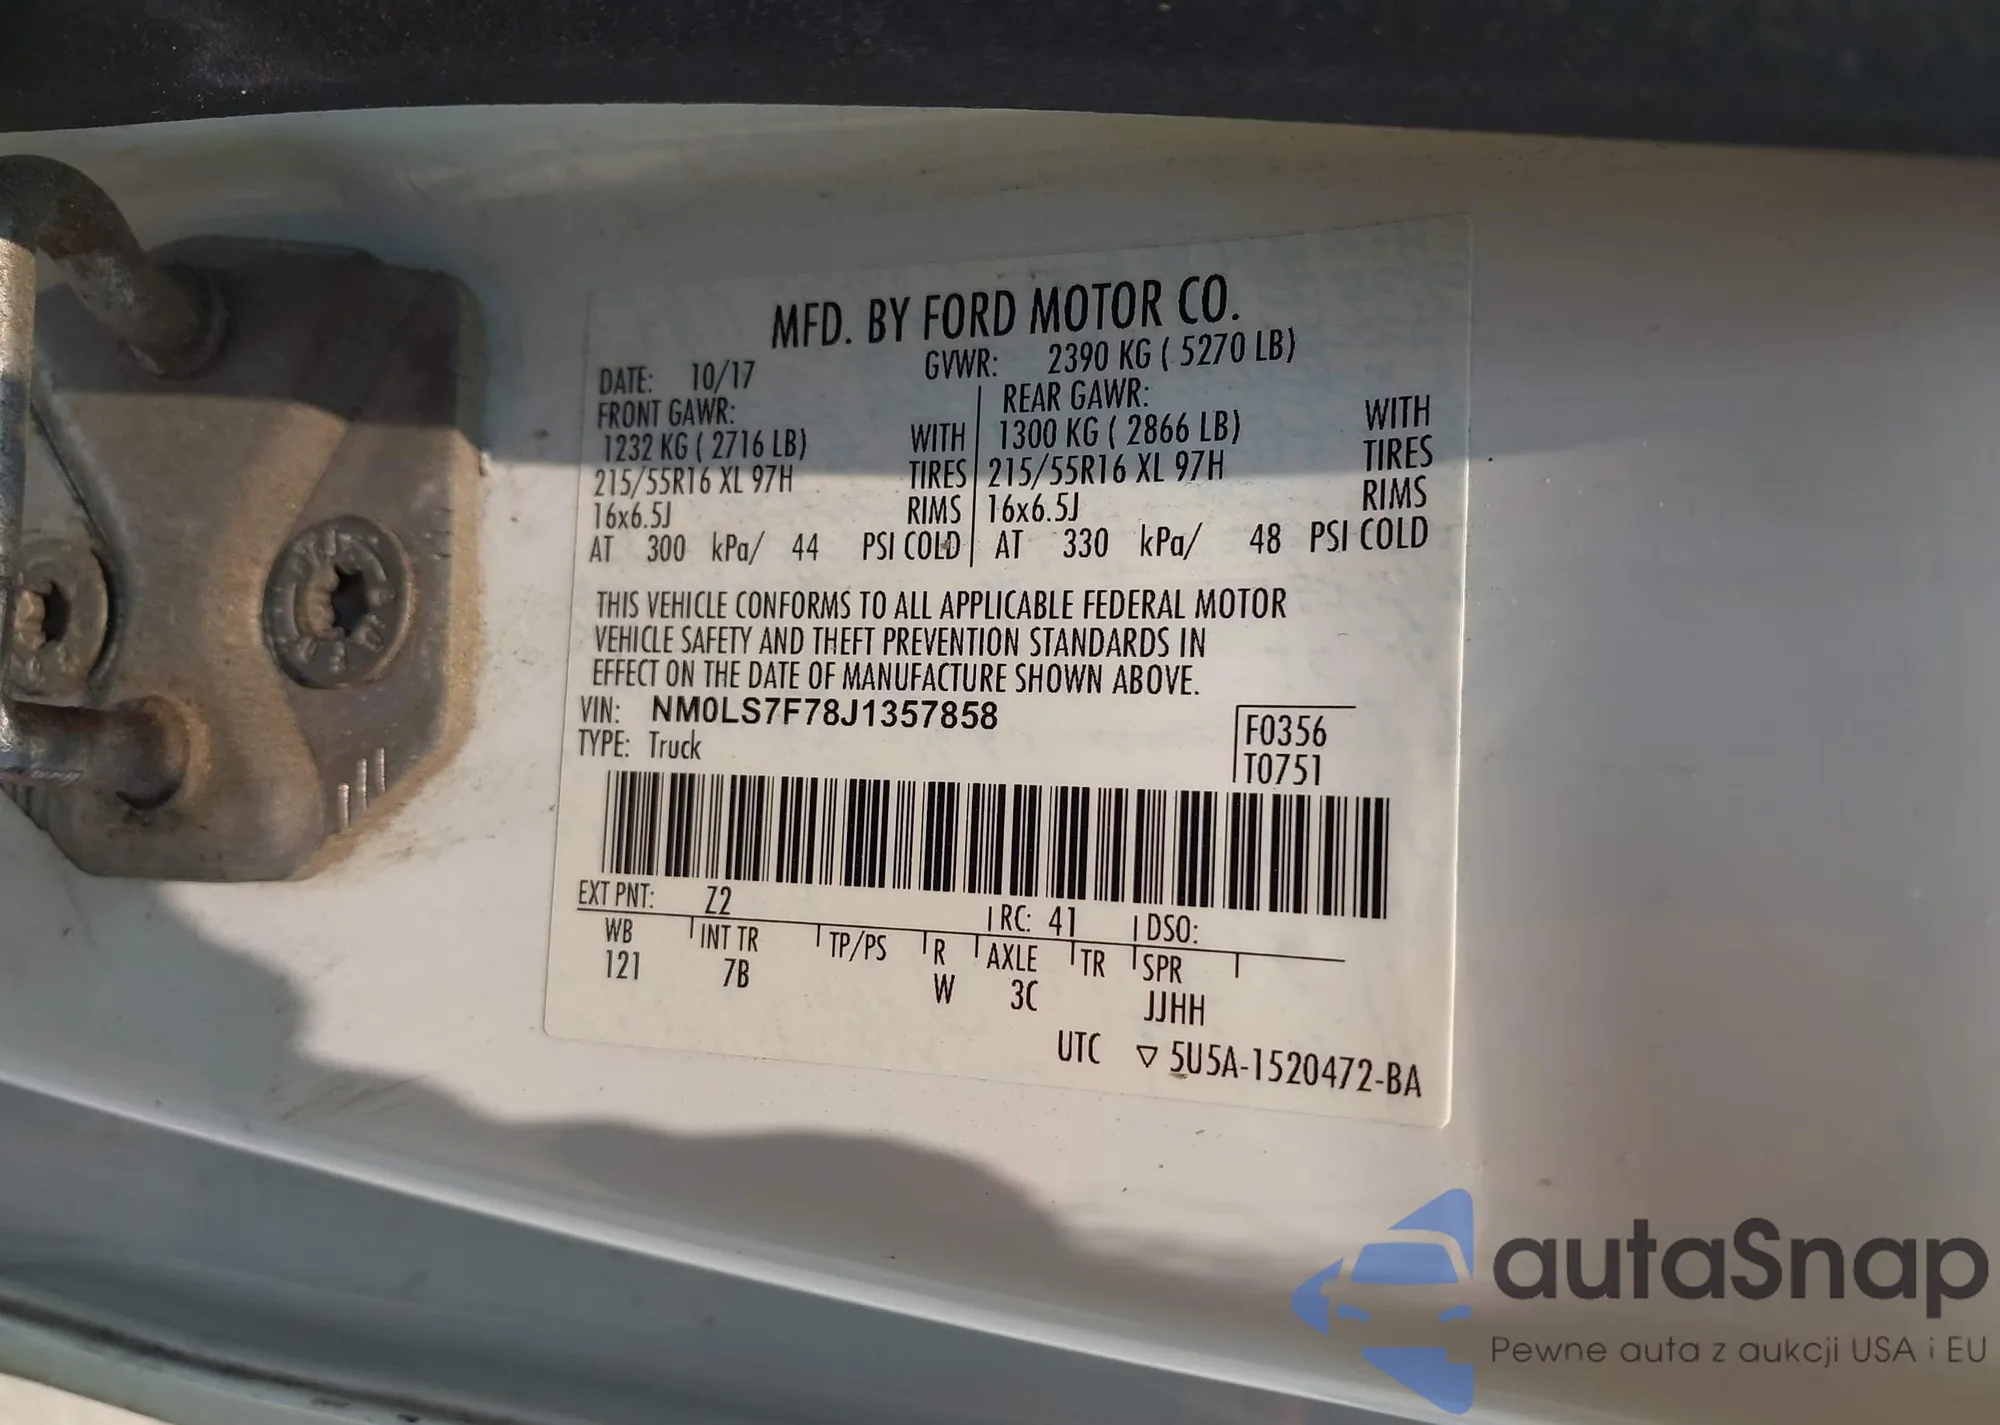 MFD. BY FORD MOTOR CO.
DATE: 10/17 GVWR: 2390 KG ( 5270 LB)
FRONT GAWR: REAR GAWR:
1232 KG ( 2716 LB) WITH 1300 KG ( 2866 LB) WITH
215/55R16 XL 97H TIRES 215/55R16 XL 97H TIRES
16x6.5J RIMS 16x6.5J RIMS
AT 300 kPa/ 44 PSI COLD AT 330 kPa/ 48 PSI COLD
THIS VEHICLE CONFORMS TO ALL APPLICABLE FEDERAL MOTOR
VEHICLE SAFETY AND THEFT PREVENTION STANDARDS IN
EFFECT ON THE DATE OF MANUFACTURE SHOWN ABOVE.
VIN: NM0LS7F78J1357858
F0356
TYPE: Truck
T0751
EXT PNT: Z2 RC: 41 DSO:
WB INT TR TP/PS R AXLE TR SPR
121 7B W 3C JJHH
UTC ▽ 5U5A-1520472-BA
autaSnap
Pewne auta z aukcji USA i EU